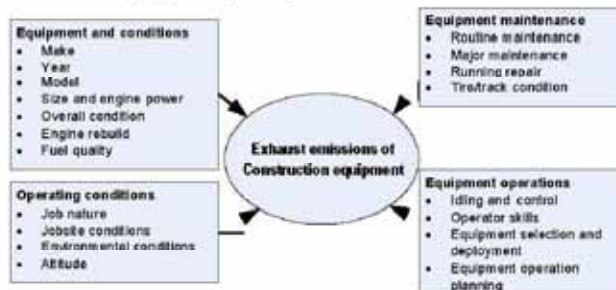 Equipment and conditions
• Make
• Year
• Model
• Size and engine power
• Overall condition
• Engine rebuild
• Fuel quality
Operating conditions
• Job nature
• Jobsite conditions
• Environmental conditions
• Altitude
Exhaust emissions of
Construction equipment
Equipment maintenance
• Routine maintenance
• Major maintenance
• Running repair
• Tire/track condition
Equipment operations
• Idling and control
• Operator skills
• Equipment selection and
deployment
• Equipment operation
planning